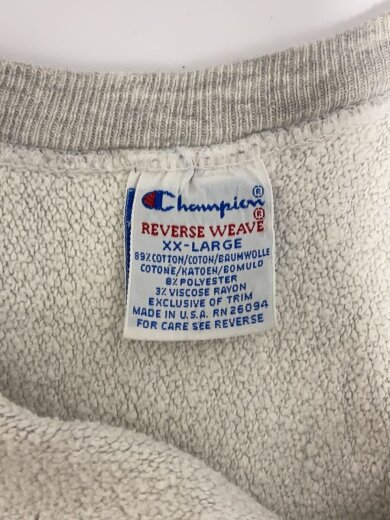 Champion®
REVERSE WEAVE®
XX-LARGE
89% COTTON/COTON/BAUMWOLLE
COTONE/KATOEN/BOMULD
8% POLYESTER
3% VISCOSE RAYON
EXCLUSIVE OF TRIM
MADE IN U.S.A. RN 26094
FOR CARE SEE REVERSE